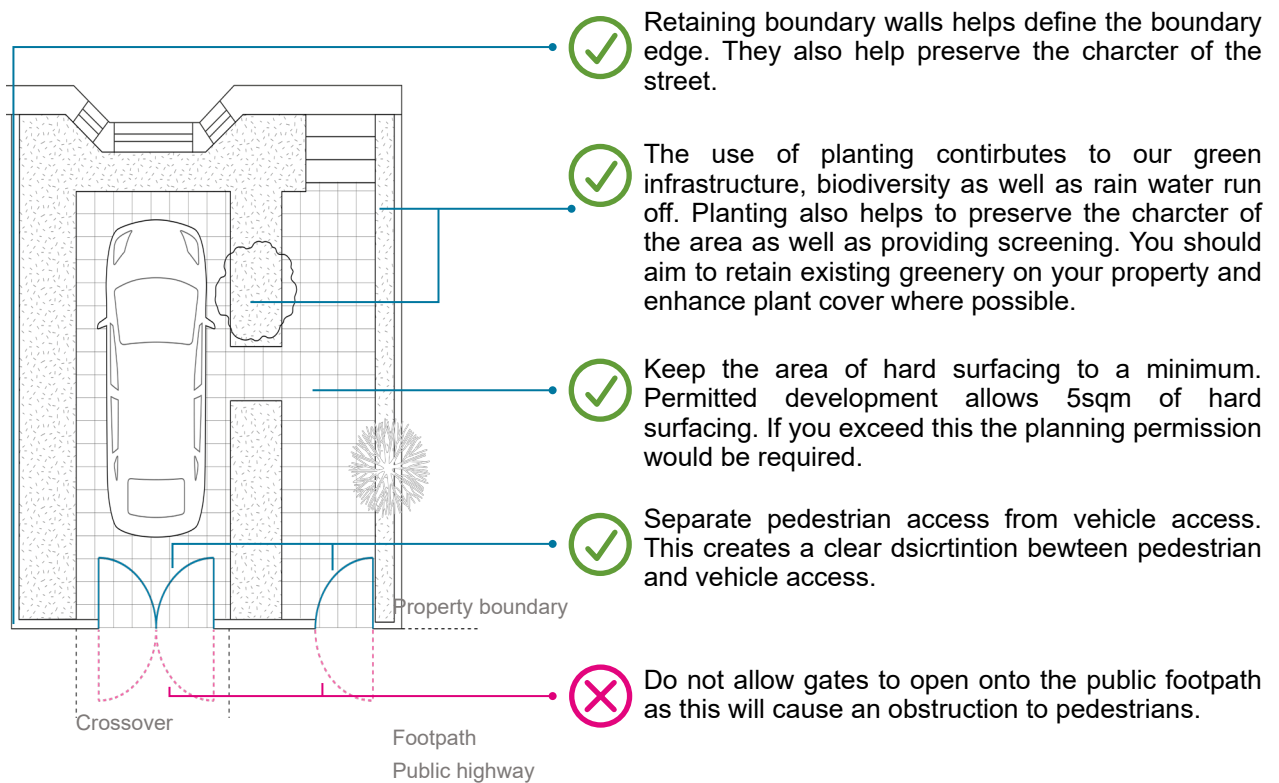 Retaining boundary walls helps define the boundary
edge. They also help preserve the charcter of the
street.
The use of planting contirbutes to our green
infrastructure, biodiversity as well as rain water run
off. Planting also helps to preserve the charcter of
the area as well as providing screening. You should
aim to retain existing greenery on your property and
enhance plant cover where possible.
Keep the area of hard surfacing to a minimum.
Permitted development allows 5sqm of hard
surfacing. If you exceed this the planning permission
would be required.
Separate pedestrian access from vehicle access.
This creates a clear dsicrtintion bewteen pedestrian
and vehicle access.
Property boundary
Do not allow gates to open onto the public footpath
as this will cause an obstruction to pedestrians.
Crossover
Footpath
Public highway